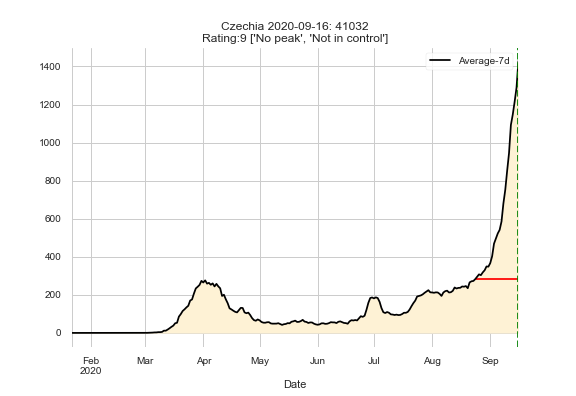 Czechia 2020-09-16: 41032
Rating:9 ['No peak', 'Not in control']
Average-7d
1400
1200
1000
800
600
400
200
0
Feb
2020
Mar
Apr
May
Jun
Jul
Aug
Sep
Date